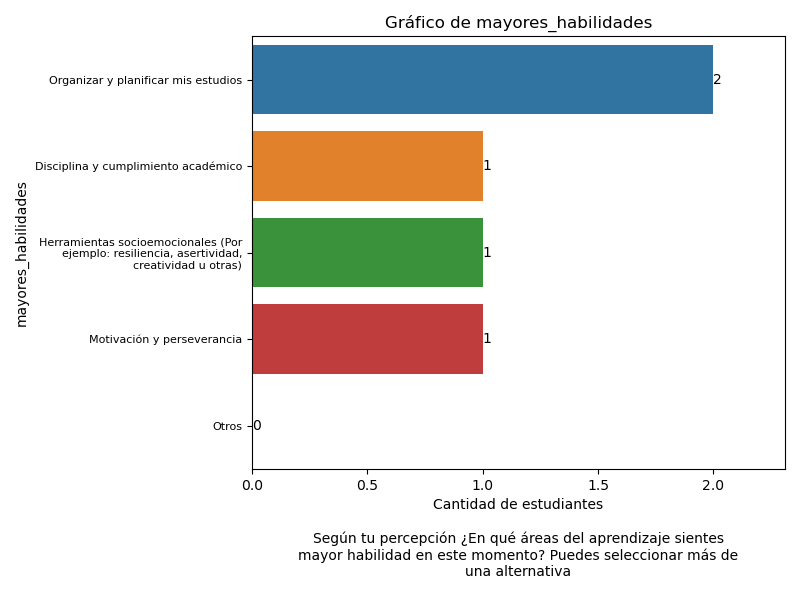 Gráfico de mayores_habilidades
mayores_habilidades
Organizar y planificar mis estudios
2
Disciplina y cumplimiento académico
1
Herramientas socioemocionales (Por
ejemplo: resiliencia, asertividad,
creatividad u otras)
1
Motivación y perseverancia
1
Otros
0
0.0 0.5 1.0 1.5 2.0
Cantidad de estudiantes
Según tu percepción ¿En qué áreas del aprendizaje sientes
mayor habilidad en este momento? Puedes seleccionar más de
una alternativa